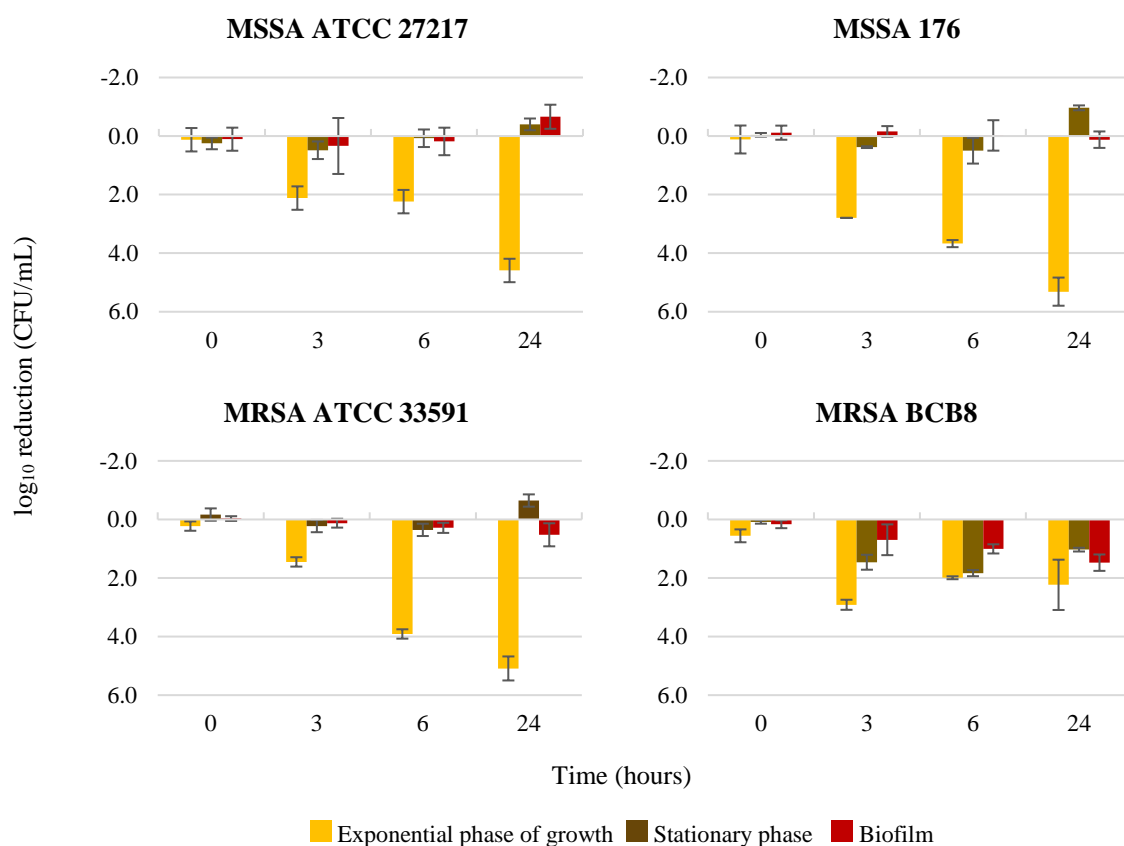 MSSA ATCC 27217
MSSA 176
-2.0
0.0
2.0
4.0
6.0
0 3 6 24
-2.0
0.0
2.0
4.0
6.0
0 3 6 24
log₁₀ reduction (CFU/mL)
MRSA ATCC 33591
MRSA BCB8
-2.0
0.0
2.0
4.0
6.0
0 3 6 24
-2.0
0.0
2.0
4.0
6.0
0 3 6 24
Time (hours)
Exponential phase of growth Stationary phase Biofilm